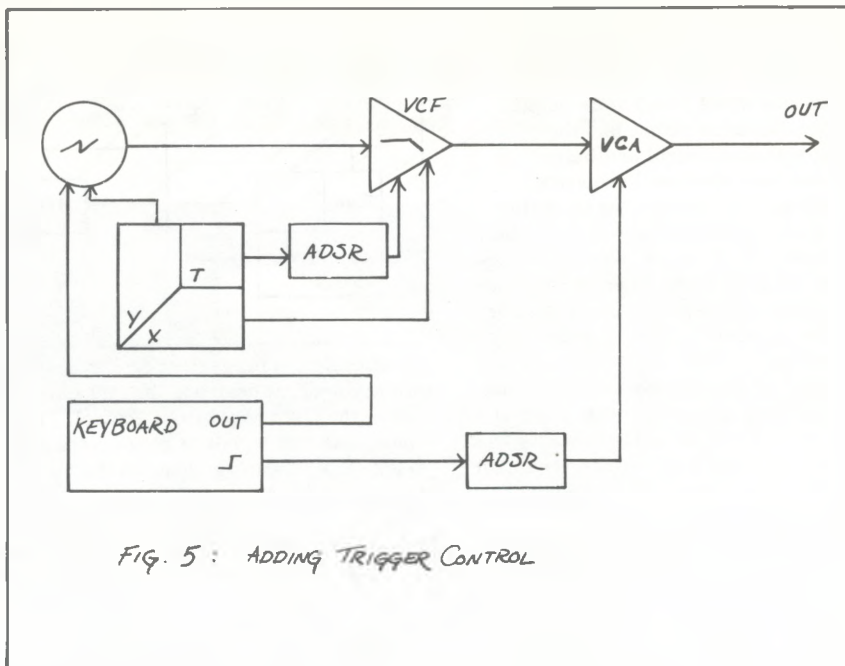 VCF
OUT
VCA
ADSR
T
Y
X
KEYBOARD OUT
ADSR
FIG. 5: ADDING TRIGGER CONTROL